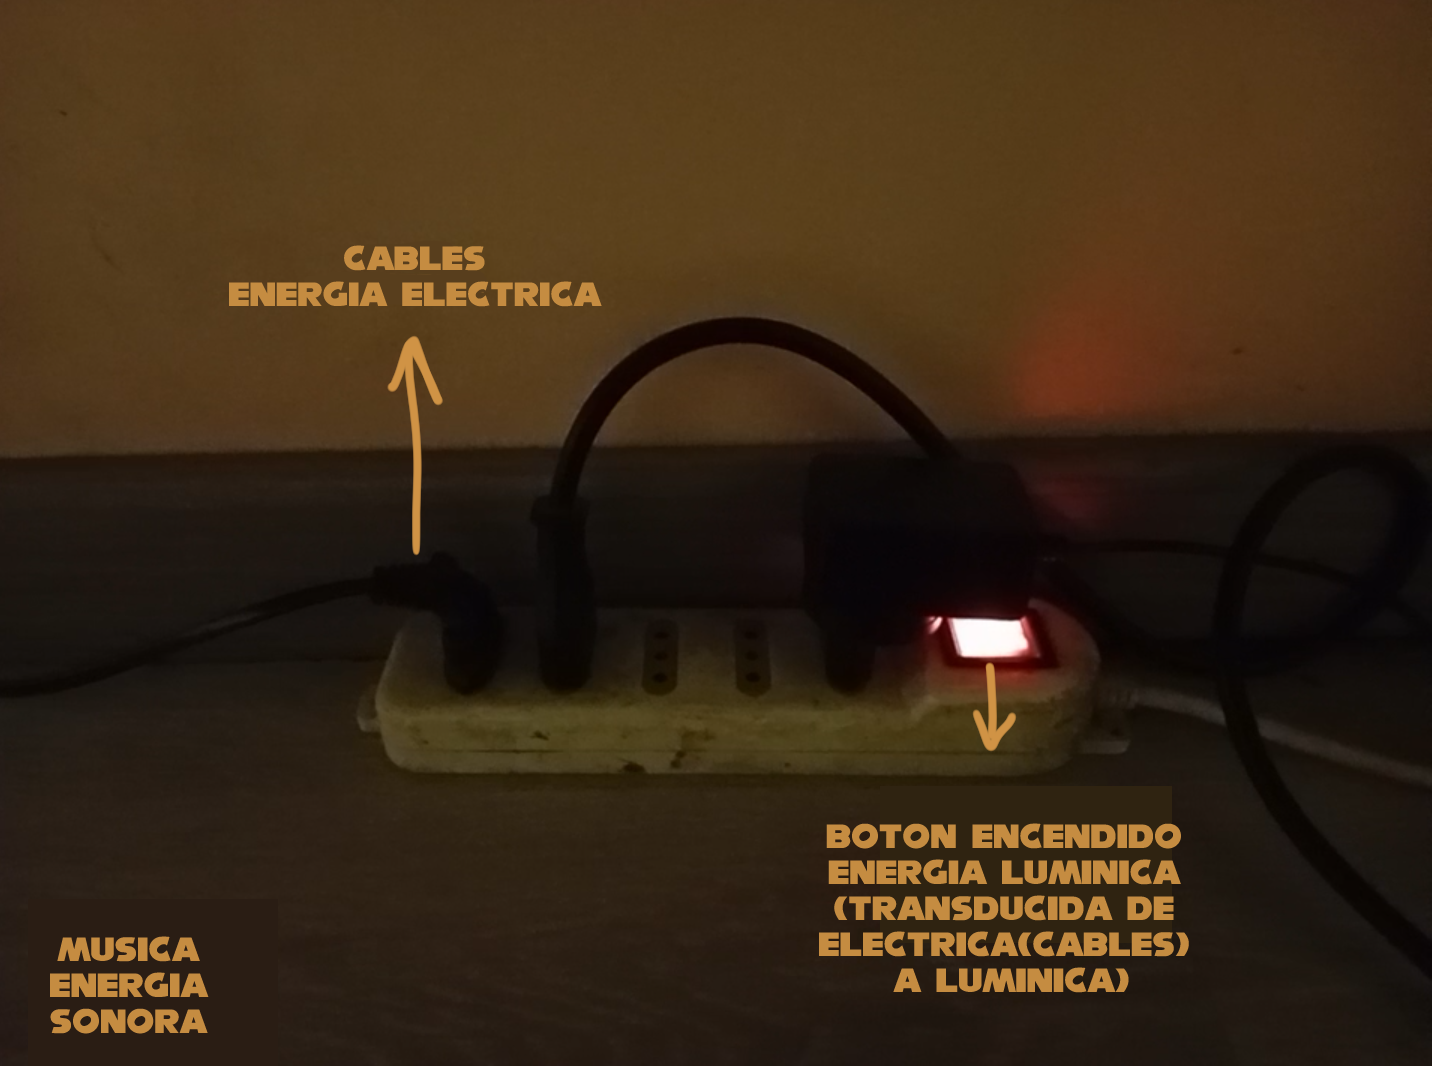 CABLES
ENERGIA ELECTRICA
BOTON ENCENDIDO
ENERGIA LUMINICA
(TRANSDUCIDA DE
ELECTRICA(CABLES)
A LUMINICA)
MUSICA
ENERGIA
SONORA